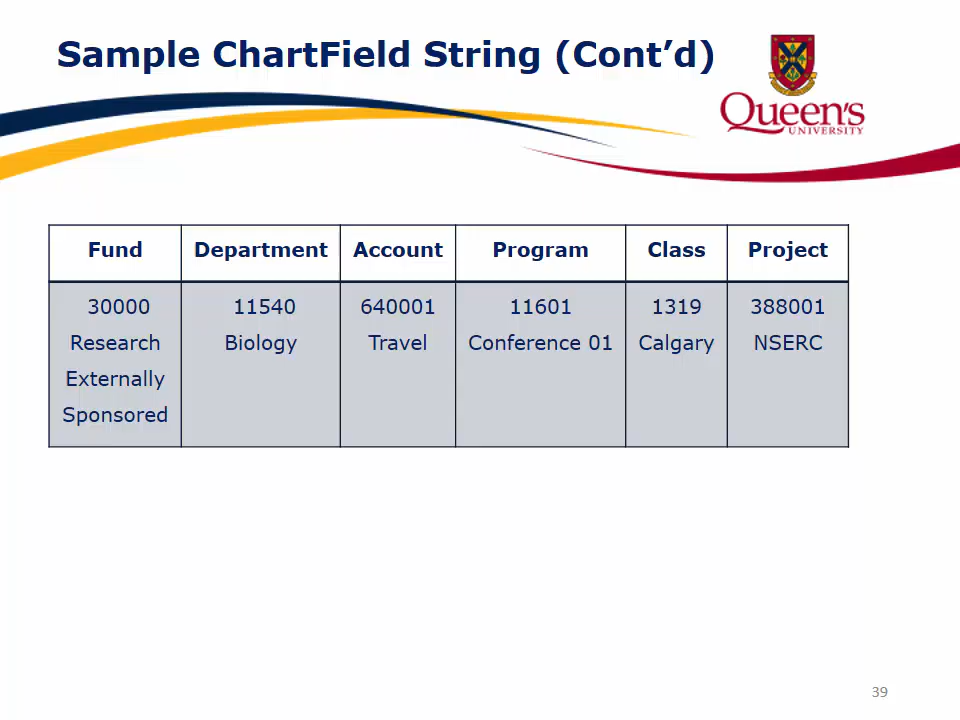 Sample ChartField String (Cont’d)
Queen's
UNIVERSITY
Fund Department Account Program Class Project
30000 11540 640001 11601 1319 388001
Research Biology Travel Conference 01 Calgary NSERC
Externally
Sponsored
39